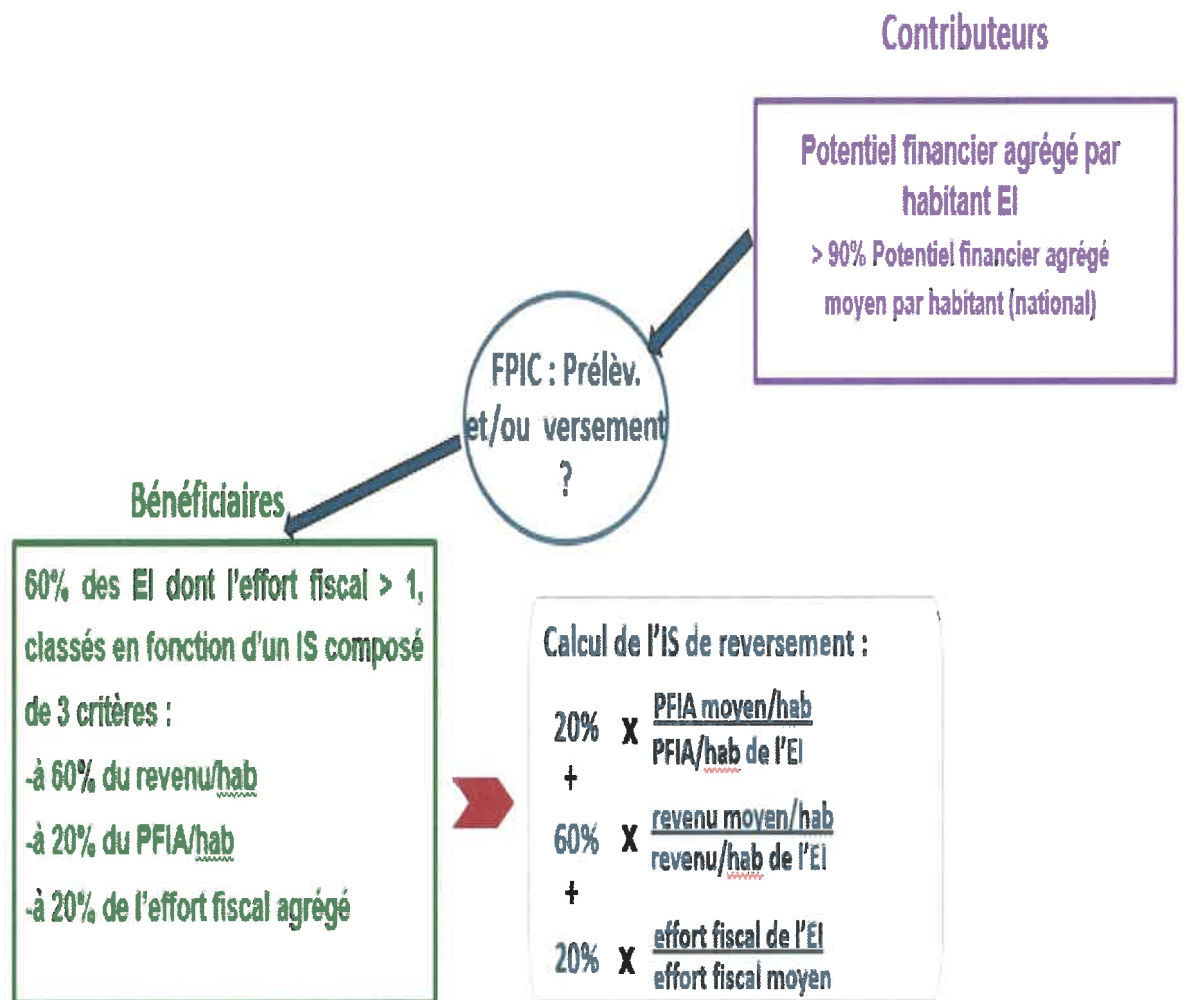 Contributeurs
Potentiel financier agrégé par
habitant EI
> 90% Potentiel financier agrégé
moyen par habitant (national)
FPIC : Prélèv.
et/ou versement
?
Bénéficiaires
60% des EI dont l'effort fiscal > 1,
classés en fonction d'un IS composé
de 3 critères :
-à 60% du revenu/hab
-à 20% du PFIA/hab
-à 20% de l'effort fiscal agrégé
Calcul de l'IS de reversement :
20% X PFIA moyen/hab
PFIA/hab de l'EI
+
60% X revenu moyen/hab
revenu/hab de l'EI
+
20% X effort fiscal de l'EI
effort fiscal moyen